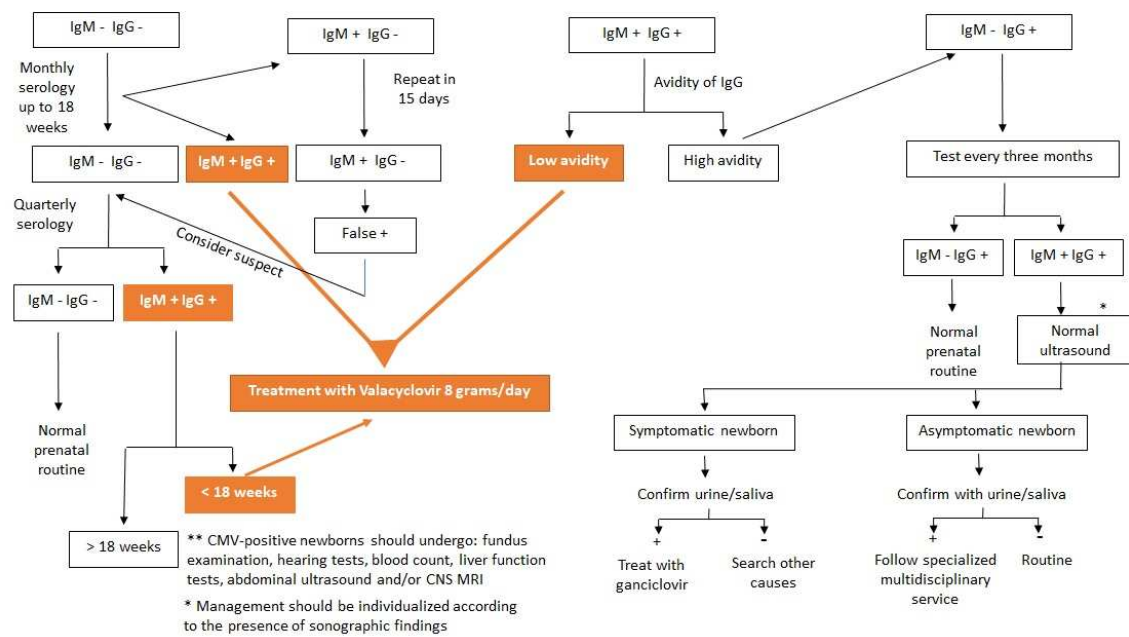 IgM - IgG -
IgM + IgG -
IgM + IgG +
IgM - IgG +
Monthly
serology
up to 18
weeks
Repeat in
15 days
Avidity of IgG
IgM - IgG -
IgM + IgG +
IgM + IgG -
Low avidity
High avidity
Test every three months
Quarterly
serology
Consider suspect
False +
IgM - IgG -
IgM + IgG +
IgM - IgG +
IgM + IgG +
Normal
prenatal
routine
*
Normal
ultrasound
Treatment with Valacyclovir 8 grams/day
Normal
prenatal
routine
Symptomatic newborn
Asymptomatic newborn
< 18 weeks
> 18 weeks
Confirm urine/saliva
Confirm with urine/saliva
+
-
+
-
Treat with
ganciclovir
Search other
causes
Follow specialized
multidisciplinary
service
Routine
** CMV-positive newborns should undergo: fundus
examination, hearing tests, blood count, liver function
tests, abdominal ultrasound and/or CNS MRI
* Management should be individualized according
to the presence of sonographic findings